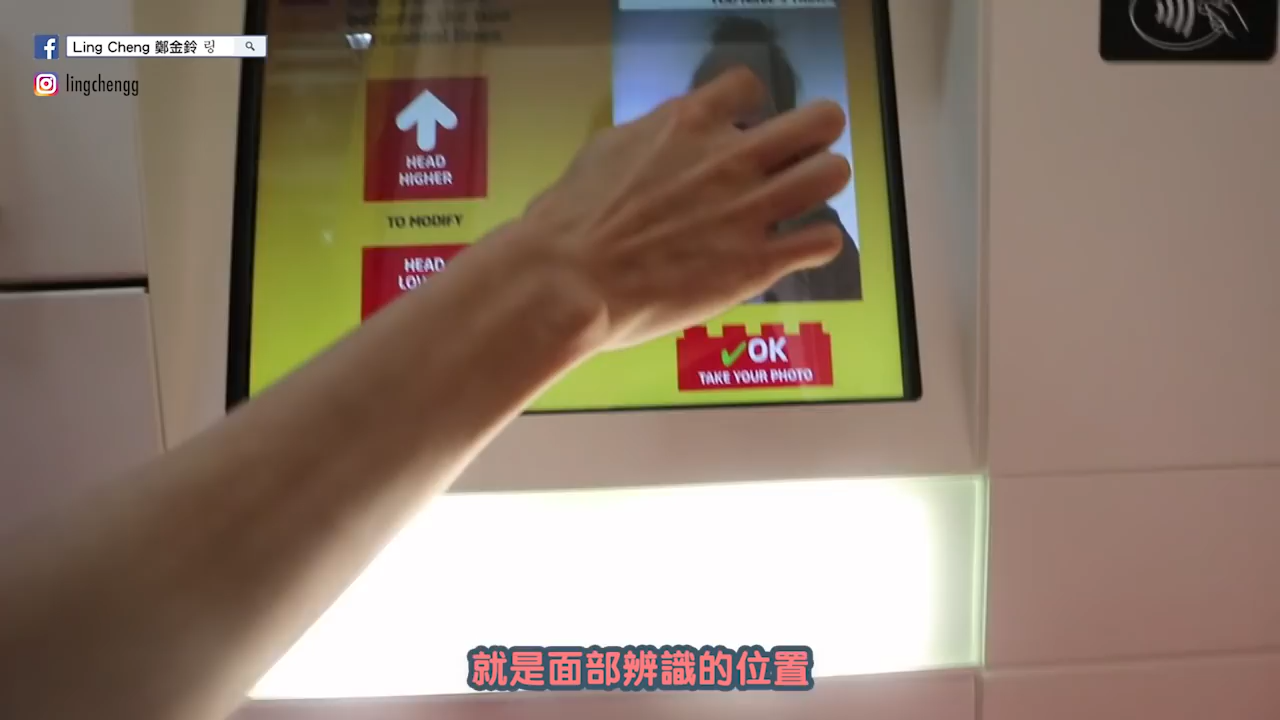 Ling Cheng 鄭金鈴 링
lingchengg
HEAD
HIGHER
TO MODIFY
HEAD
OK
TAKE YOUR PHOTO
就是面部辨識的位置